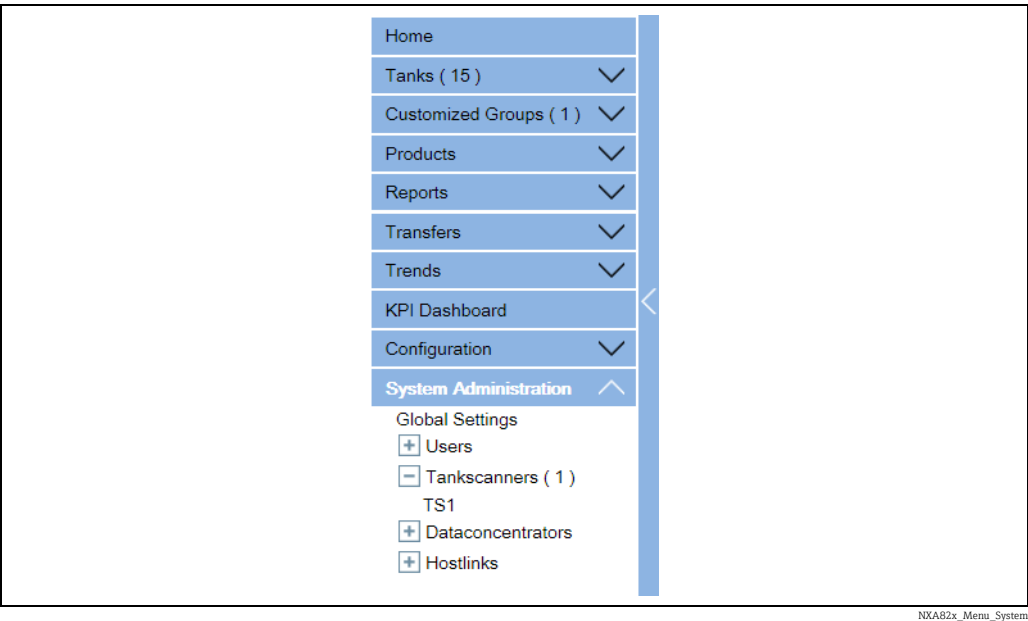 Home
Tanks ( 15 )
Customized Groups ( 1 )
Products
Reports
Transfers
Trends
KPI Dashboard
Configuration
System Administration
Global Settings
Users
Tankscanners ( 1 )
TS1
Dataconcentrators
Hostlinks
NXA82x_Menu_System